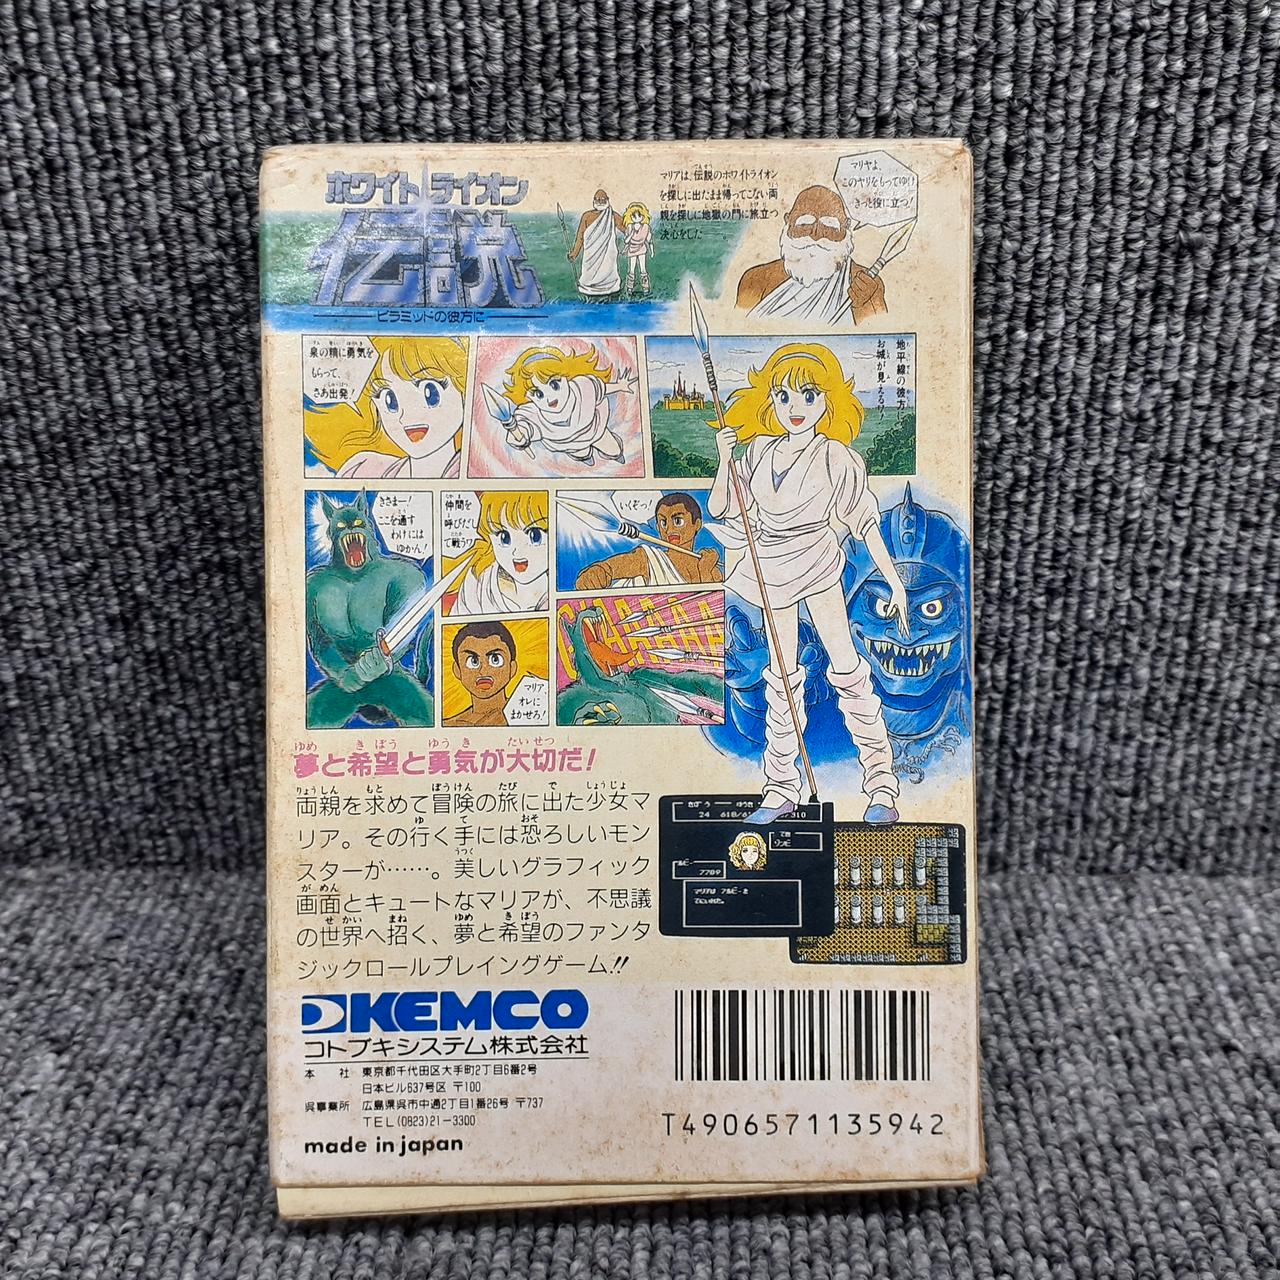 ホワイトライオン
伝説
ピラミッドの彼方に
マリアは、伝説のホワイトライオン
を探しに出たまま帰ってこない両
親を探しに地獄の門に旅立つ
決心をした。
マリヤよ、
このヤリをもってゆけ!
きっと役に立つ!
泉の精に勇気を
もらって、
さあ出発!
地平線の彼方に
お城が見える!?
きさまー!
ここを通す
わけには
ゆかん!
仲間を
呼びだし
て戦うワ
いくぞっ!
マリア、
オレに
まかせろ!
夢と希望と勇気が大切だ!
両親を求めて冒険の旅に出た少女マ
リア。その行く手には恐ろしいモン
スターが……。美しいグラフィック
画面とキュートなマリアが、不思議
の世界へ招く、夢と希望のファンタ
ジックロールプレイングゲーム!!
きぼう ゆうき
24
マリアは
KEMCO
コトブキシステム株式会社
本 社 東京都千代田区大手町2丁目6番2号
日本ビル637号区 〒100
呉事業所 広島県呉市中通2丁目1番26号 〒737
TEL(0823)21-3300
made in japan
T4906571135942